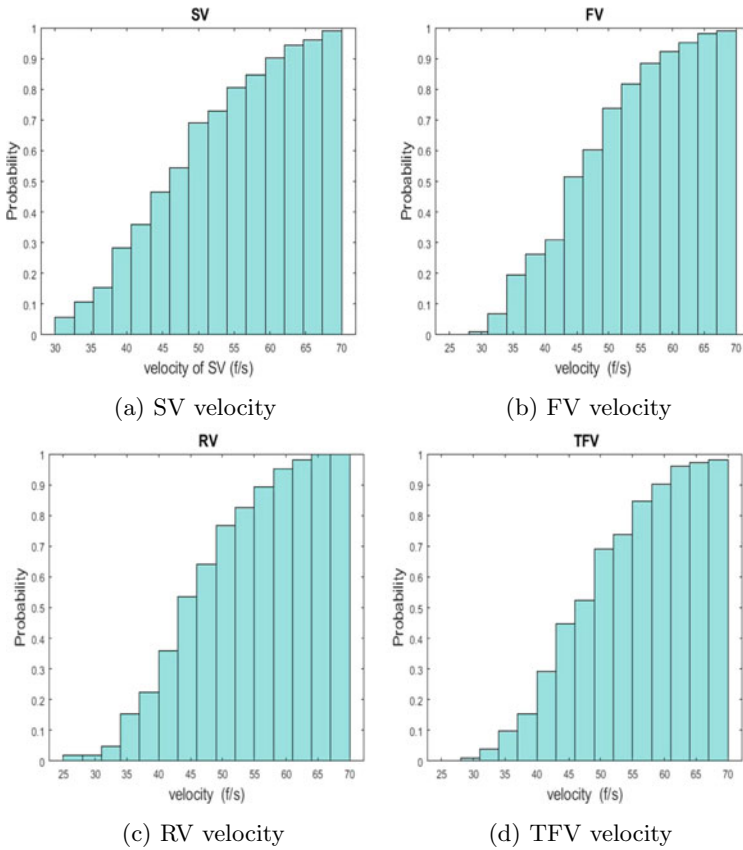 SV
Probability
1
0.9
0.8
0.7
0.6
0.5
0.4
0.3
0.2
0.1
0
30 35 40 45 50 55 60 65 70
velocity of SV (f/s)
(a) SV velocity
FV
Probability
1
0.9
0.8
0.7
0.6
0.5
0.4
0.3
0.2
0.1
0
25 30 35 40 45 50 55 60 65 70
velocity (f/s)
(b) FV velocity
RV
Probability
1
0.9
0.8
0.7
0.6
0.5
0.4
0.3
0.2
0.1
0
25 30 35 40 45 50 55 60 65 70
velocity (f/s)
(c) RV velocity
TFV
Probability
1
0.9
0.8
0.7
0.6
0.5
0.4
0.3
0.2
0.1
0
25 30 35 40 45 50 55 60 65 70
velocity (f/s)
(d) TFV velocity